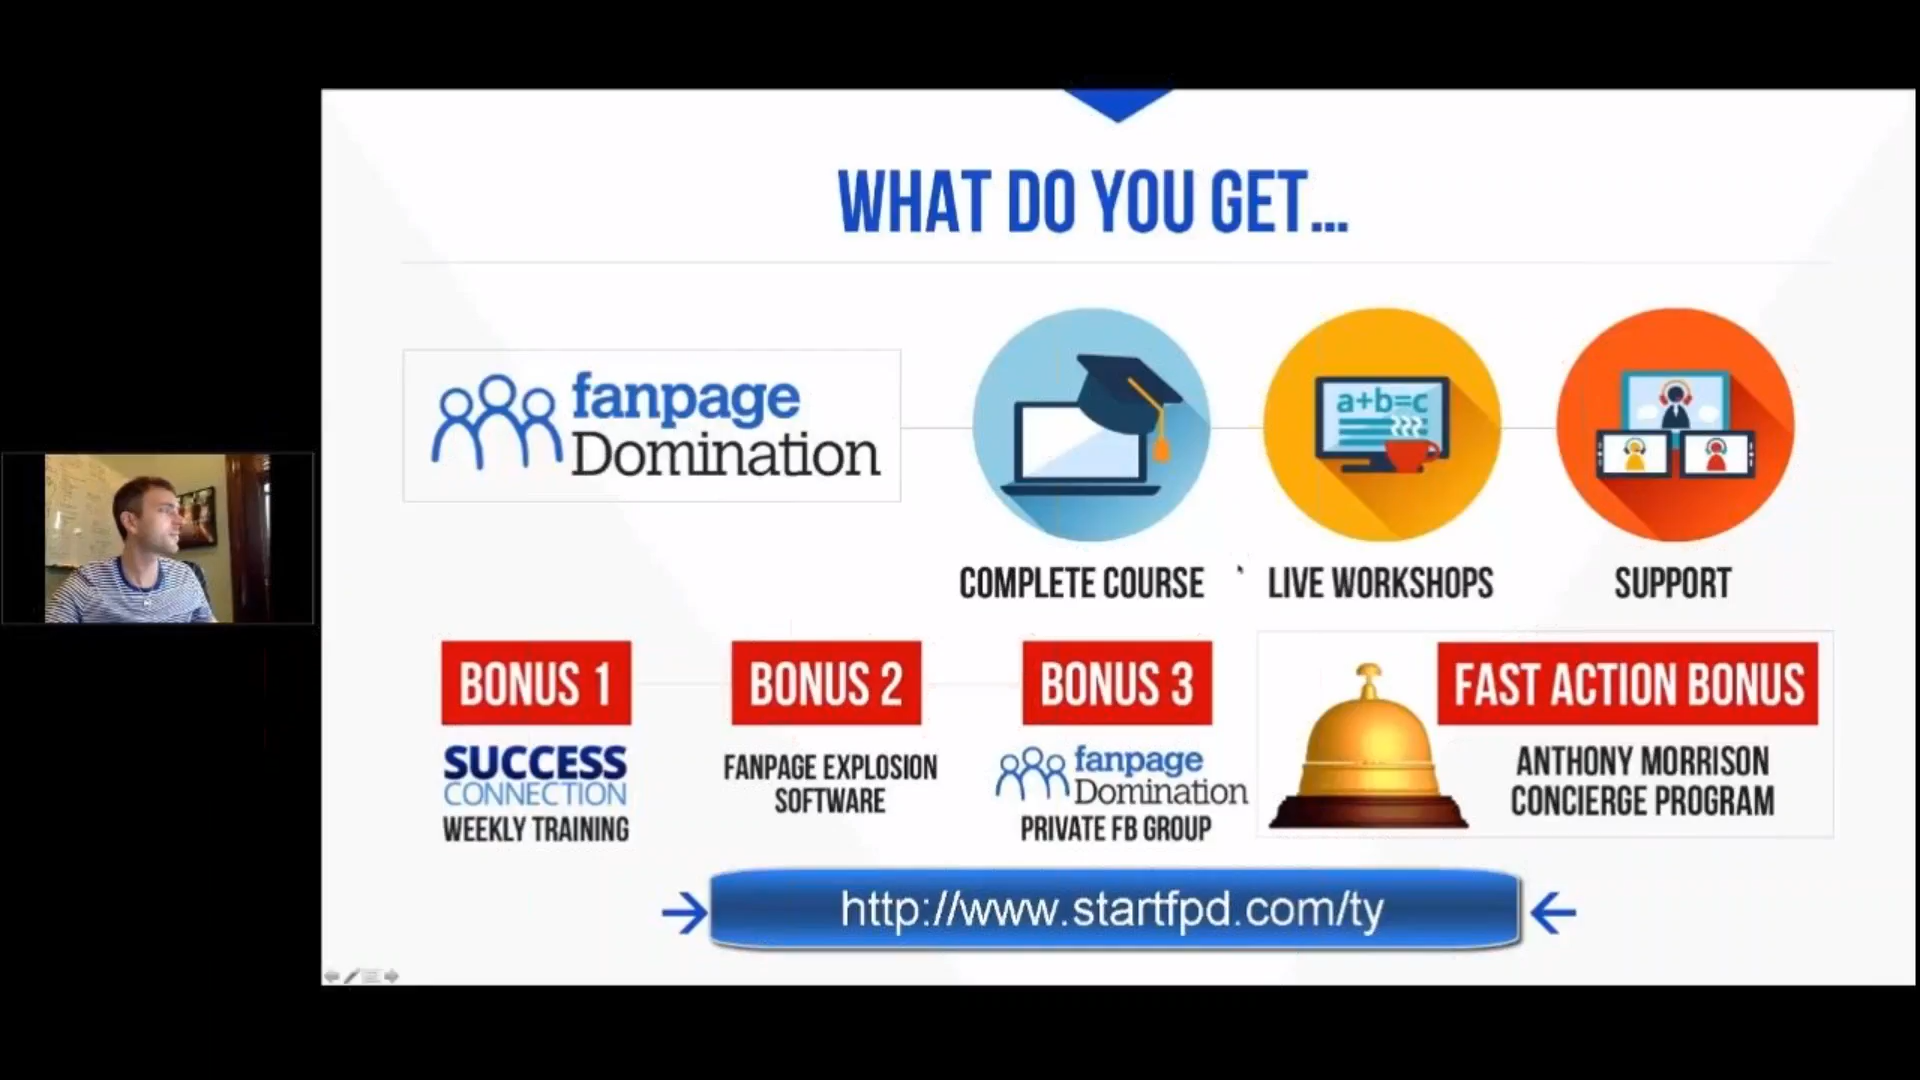 WHAT DO YOU GET...
fanpage
Domination
a+b=c
COMPLETE COURSE
LIVE WORKSHOPS
SUPPORT
BONUS 1
SUCCESS
CONNECTION
WEEKLY TRAINING
BONUS 2
FANPAGE EXPLOSION
SOFTWARE
BONUS 3
fanpage
Domination
PRIVATE FB GROUP
FAST ACTION BONUS
ANTHONY MORRISON
CONCIERGE PROGRAM
http://www.startfpd.com/ty